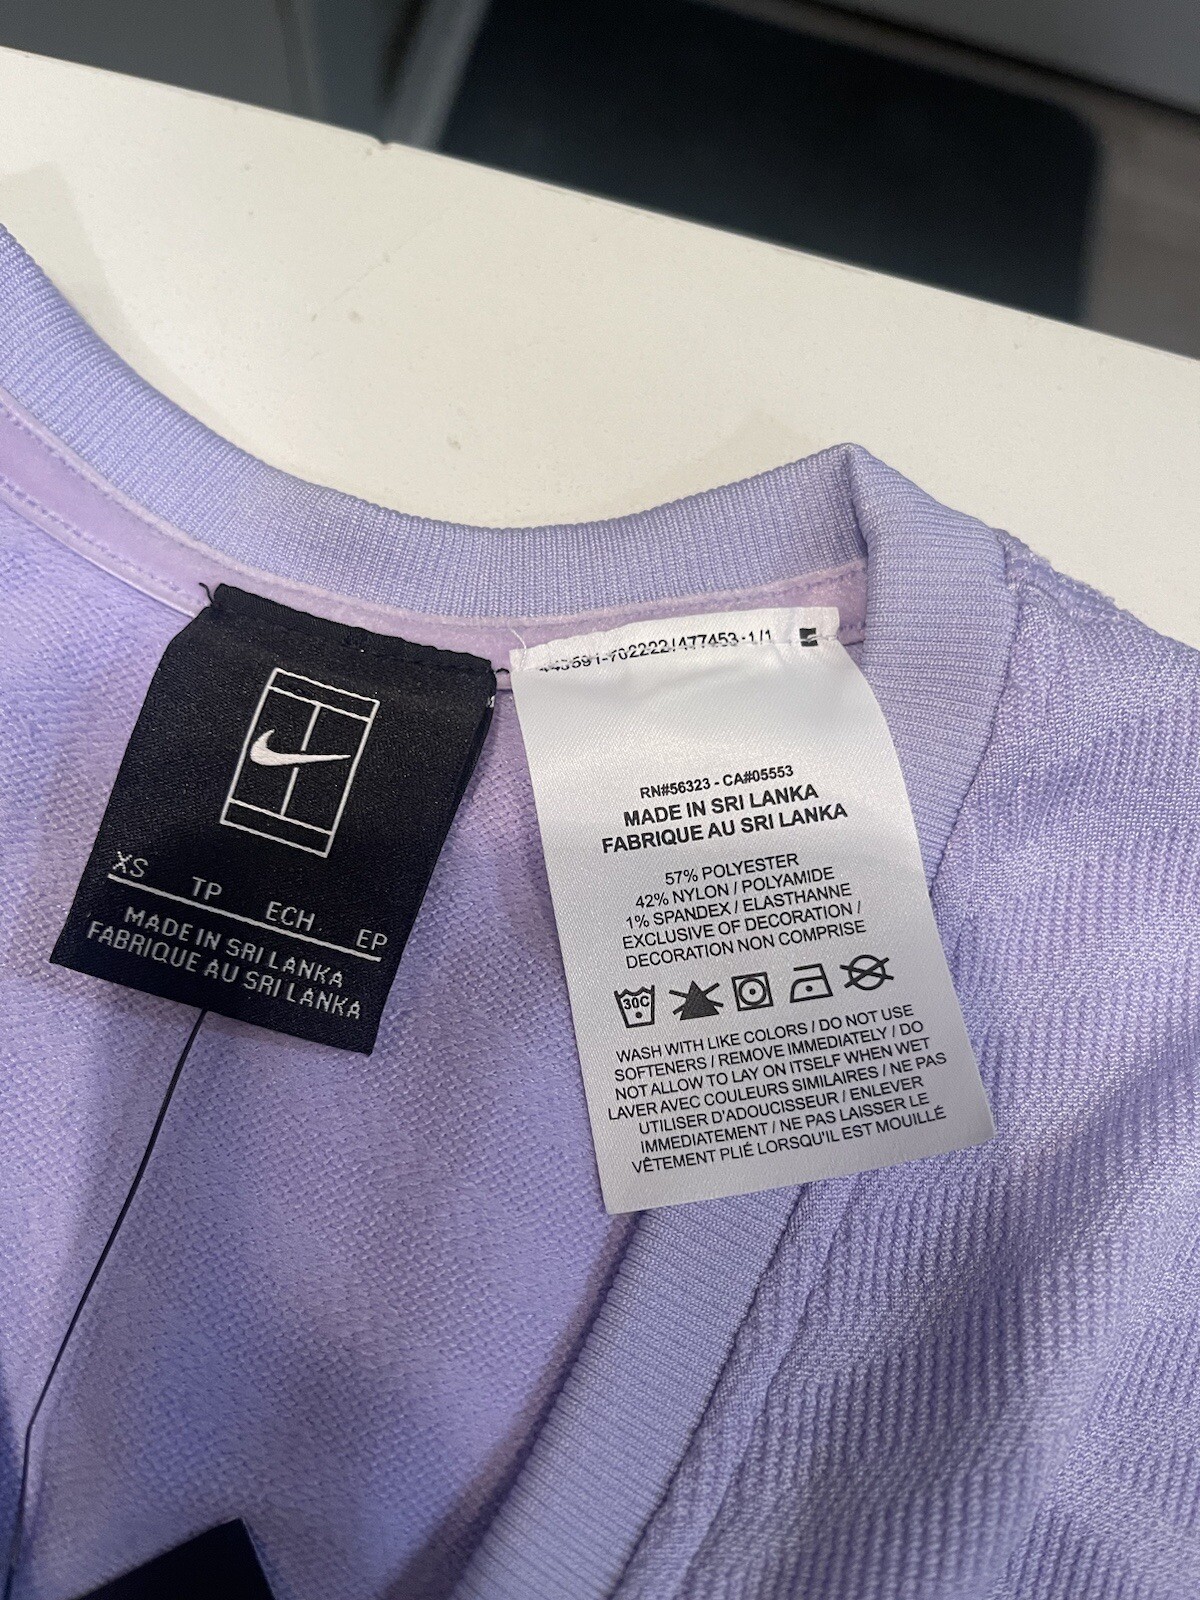 XS TP ECH EP
MADE IN SRI LANKA
FABRIQUE AU SRI LANKA
702222/477453-1/1
RN#56323 - CA#05553
MADE IN SRI LANKA
FABRIQUE AU SRI LANKA
57% POLYESTER
42% NYLON / POLYAMIDE
1% SPANDEX / ELASTHANNE
EXCLUSIVE OF DECORATION /
DECORATION NON COMPRISE
30C
WASH WITH LIKE COLORS / DO NOT USE
SOFTENERS / REMOVE IMMEDIATELY / DO
NOT ALLOW TO LAY ON ITSELF WHEN WET
LAVER AVEC COULEURS SIMILAIRES / NE PAS
UTILISER D'ADOUCISSEUR / ENLEVER
IMMEDIATEMENT / NE PAS LAISSER LE
VÊTEMENT PLIÉ LORSQU'IL EST MOUILLÉ